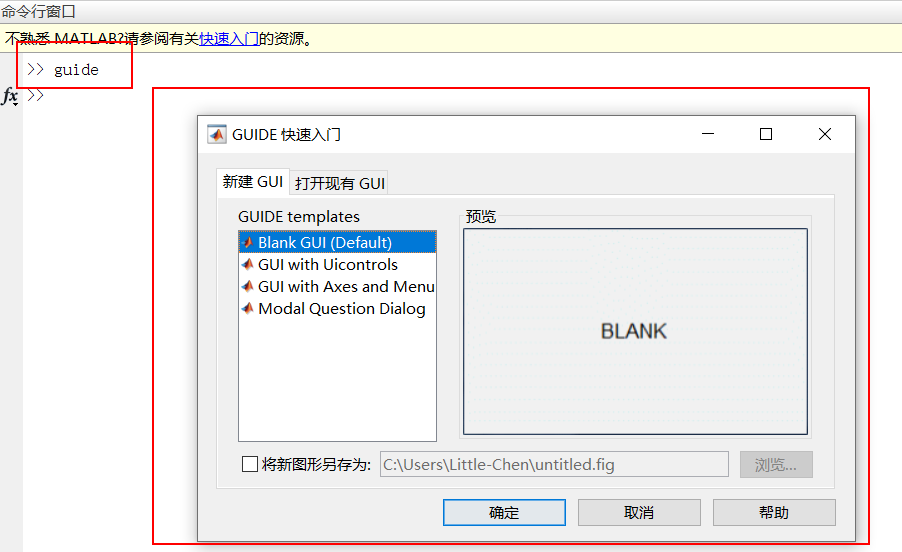 命令行窗口
不熟悉 MATLAB?请参阅有关快速入门的资源。
>> guide
fx >>
GUIDE 快速入门
新建 GUI 打开现有 GUI
GUIDE templates
预览
Blank GUI (Default)
GUI with Uicontrols
GUI with Axes and Menu
Modal Question Dialog
BLANK
将新图形另存为: C:\Users\Little-Chen\untitled.fig 浏览...
确定 取消 帮助